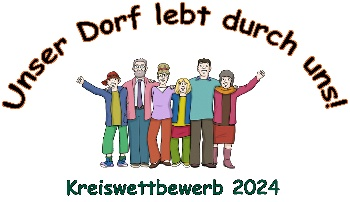 Unser Dorf lebt durch uns!
Kreiswettbewerb 2024